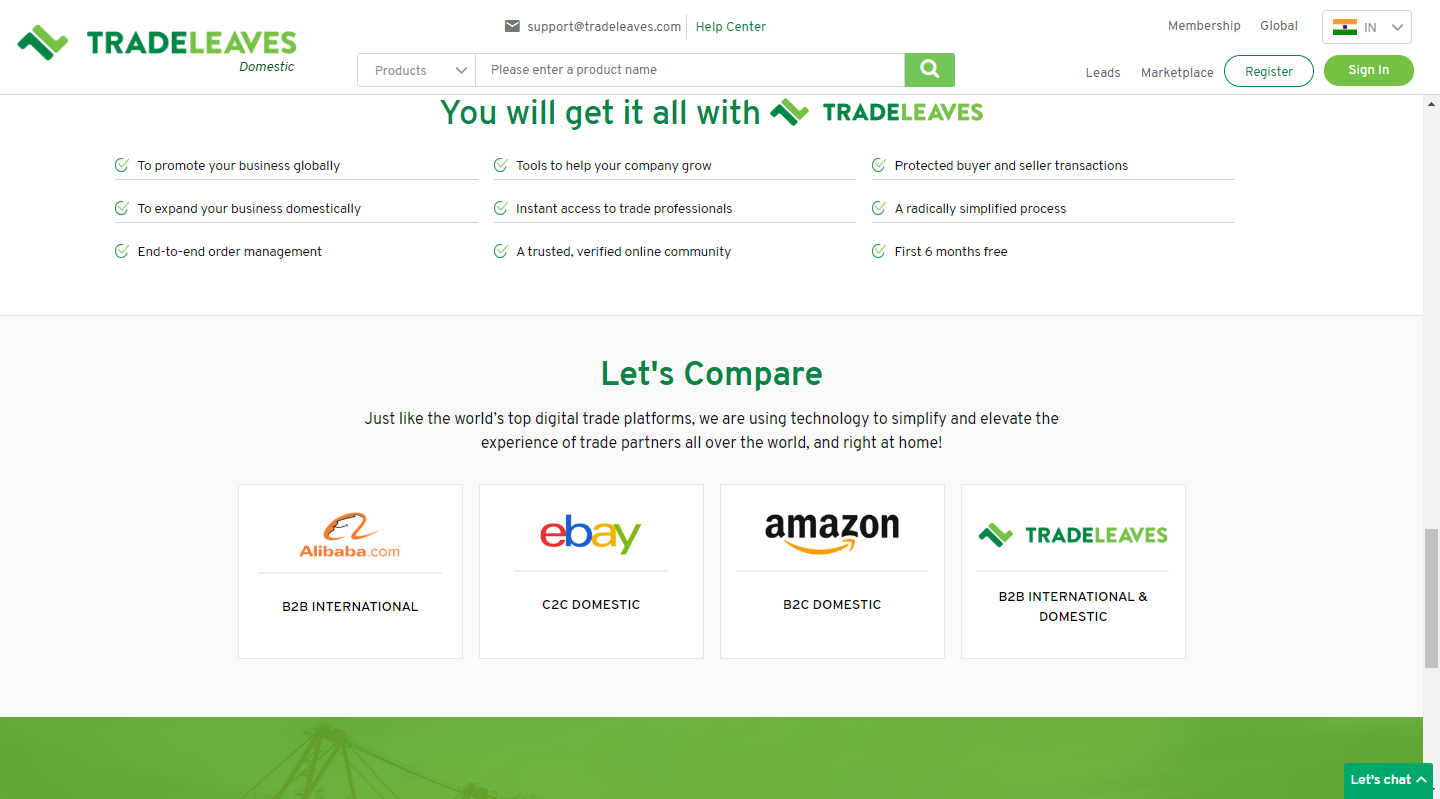 support@tradeleaves.com
Help Center
Membership
Global
IN
TRADELEAVES
Domestic
Products
Please enter a product name
Leads
Marketplace
Register
Sign In
You will get it all with TRADELEAVES
To promote your business globally
Tools to help your company grow
Protected buyer and seller transactions
To expand your business domestically
Instant access to trade professionals
A radically simplified process
End-to-end order management
A trusted, verified online community
First 6 months free
Let's Compare
Just like the world’s top digital trade platforms, we are using technology to simplify and elevate the
experience of trade partners all over the world, and right at home!
Alibaba.com
ebay
amazon
TRADELEAVES
B2B INTERNATIONAL
C2C DOMESTIC
B2C DOMESTIC
B2B INTERNATIONAL &
DOMESTIC
Let's chat